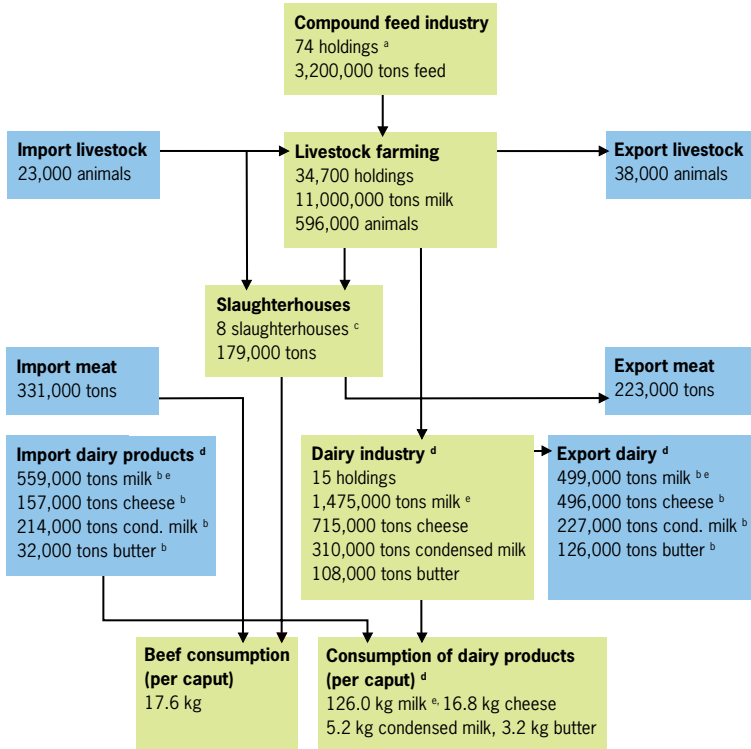 Compound feed industry
74 holdings a
3,200,000 tons feed
Import livestock
23,000 animals
Livestock farming
34,700 holdings
11,000,000 tons milk
596,000 animals
Export livestock
38,000 animals
Slaughterhouses
8 slaughterhouses c
179,000 tons
Import meat
331,000 tons
Export meat
223,000 tons
Import dairy products d
559,000 tons milk b e
157,000 tons cheese b
214,000 tons cond. milk b
32,000 tons butter b
Dairy industry d
15 holdings
1,475,000 tons milk e
715,000 tons cheese
310,000 tons condensed milk
108,000 tons butter
Export dairy d
499,000 tons milk b e
496,000 tons cheese b
227,000 tons cond. milk b
126,000 tons butter b
Beef consumption
(per caput)
17.6 kg
Consumption of dairy products
(per caput) d
126.0 kg milk e, 16.8 kg cheese
5.2 kg condensed milk, 3.2 kg butter